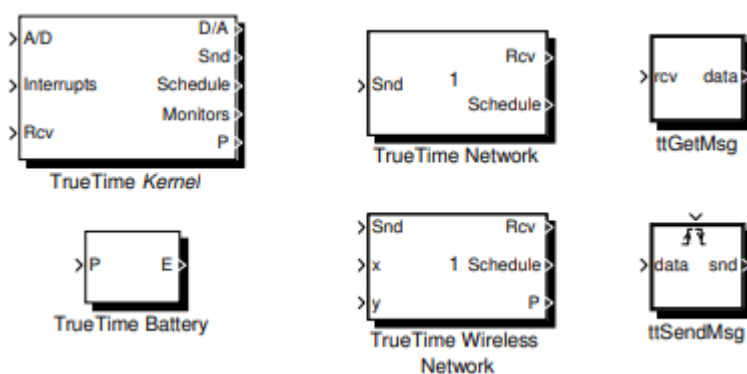 A/D
Interrupts
Rcv
D/A
Snd
Schedule
Monitors
P
TrueTime Kernel
Snd
1
Rcv
Schedule
TrueTime Network
rcv data
ttGetMsg
P E
TrueTime Battery
Snd
x
y
1
Rcv
Schedule
P
TrueTime Wireless
Network
data snd
ttSendMsg